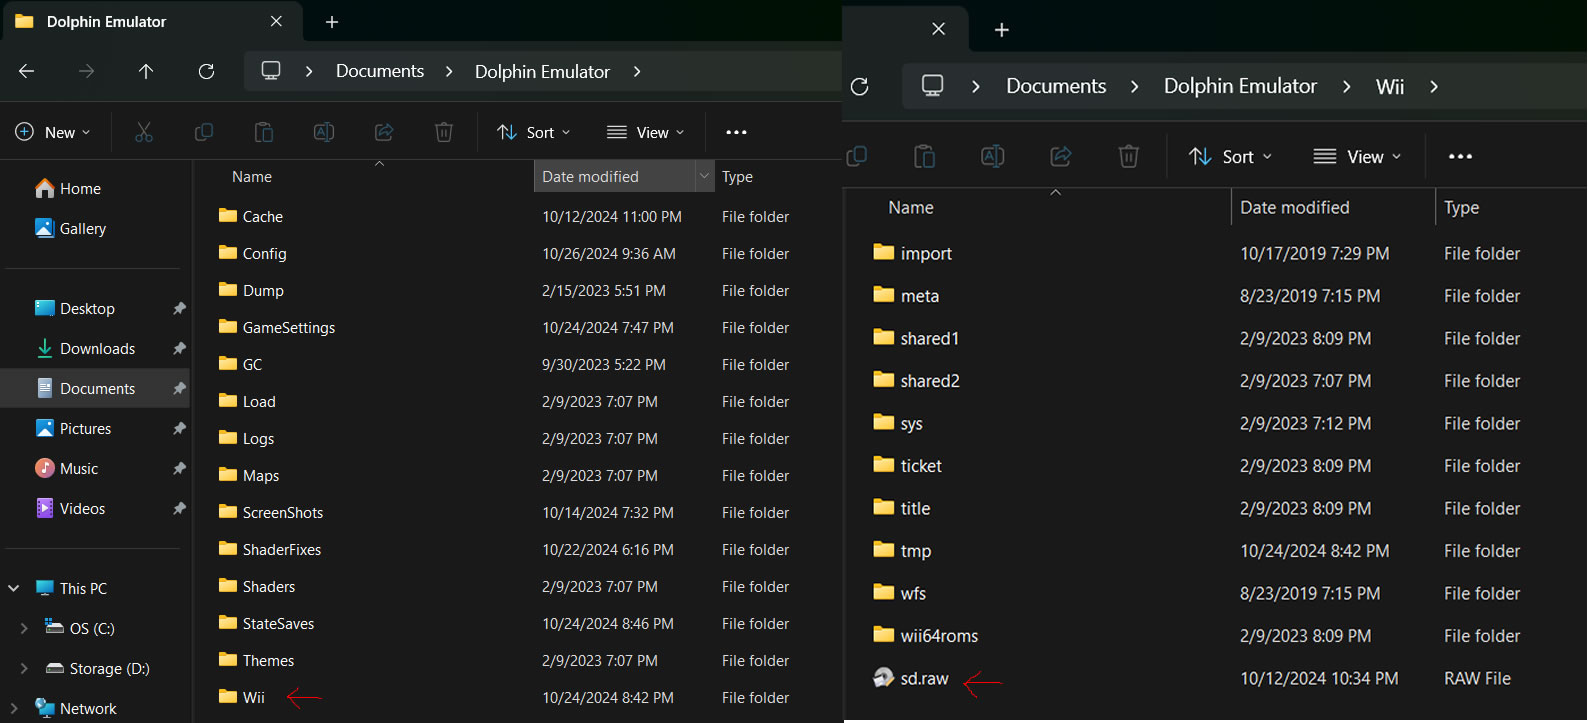 Dolphin Emulator
Documents > Dolphin Emulator >
New
Sort
View
Name Date modified Type
Home
Gallery
Desktop
Downloads
Documents
Pictures
Music
Videos
This PC
OS (C:)
Storage (D:)
Network
Cache 10/12/2024 11:00 PM File folder
Config 10/26/2024 9:36 AM File folder
Dump 2/15/2023 5:51 PM File folder
GameSettings 10/24/2024 7:47 PM File folder
GC 9/30/2023 5:22 PM File folder
Load 2/9/2023 7:07 PM File folder
Logs 2/9/2023 7:07 PM File folder
Maps 2/9/2023 7:07 PM File folder
ScreenShots 10/14/2024 7:32 PM File folder
ShaderFixes 10/22/2024 6:16 PM File folder
Shaders 2/9/2023 7:07 PM File folder
StateSaves 10/24/2024 8:46 PM File folder
Themes 2/9/2023 7:07 PM File folder
Wii 10/24/2024 8:42 PM File folder
Documents > Dolphin Emulator > Wii >
Sort
View
Name Date modified Type
import 10/17/2019 7:29 PM File folder
meta 8/23/2019 7:15 PM File folder
shared1 2/9/2023 8:09 PM File folder
shared2 2/9/2023 7:07 PM File folder
sys 2/9/2023 7:12 PM File folder
ticket 2/9/2023 8:09 PM File folder
title 2/9/2023 8:09 PM File folder
tmp 10/24/2024 8:42 PM File folder
wfs 8/23/2019 7:15 PM File folder
wii64roms 2/9/2023 8:09 PM File folder
sd.raw 10/12/2024 10:34 PM RAW File